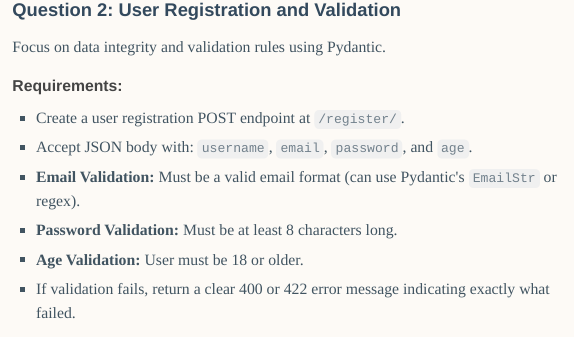 Question 2: User Registration and Validation
Focus on data integrity and validation rules using Pydantic.
Requirements:
Create a user registration POST endpoint at /register/.
Accept JSON body with: username, email, password, and age.
Email Validation: Must be a valid email format (can use Pydantic's EmailStr or
regex).
Password Validation: Must be at least 8 characters long.
Age Validation: User must be 18 or older.
If validation fails, return a clear 400 or 422 error message indicating exactly what
failed.